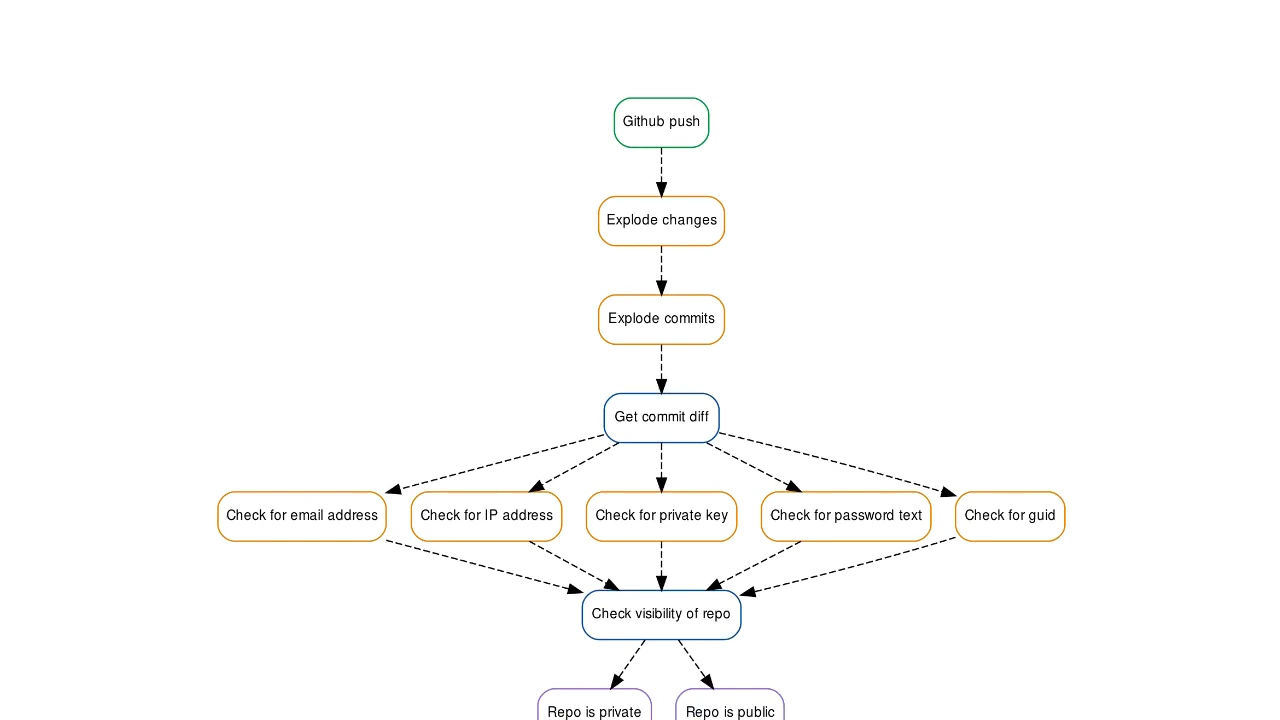 Github push
Explode changes
Explode commits
Get commit diff
Check for email address
Check for IP address
Check for private key
Check for password text
Check for guid
Check visibility of repo
Repo is private
Repo is public